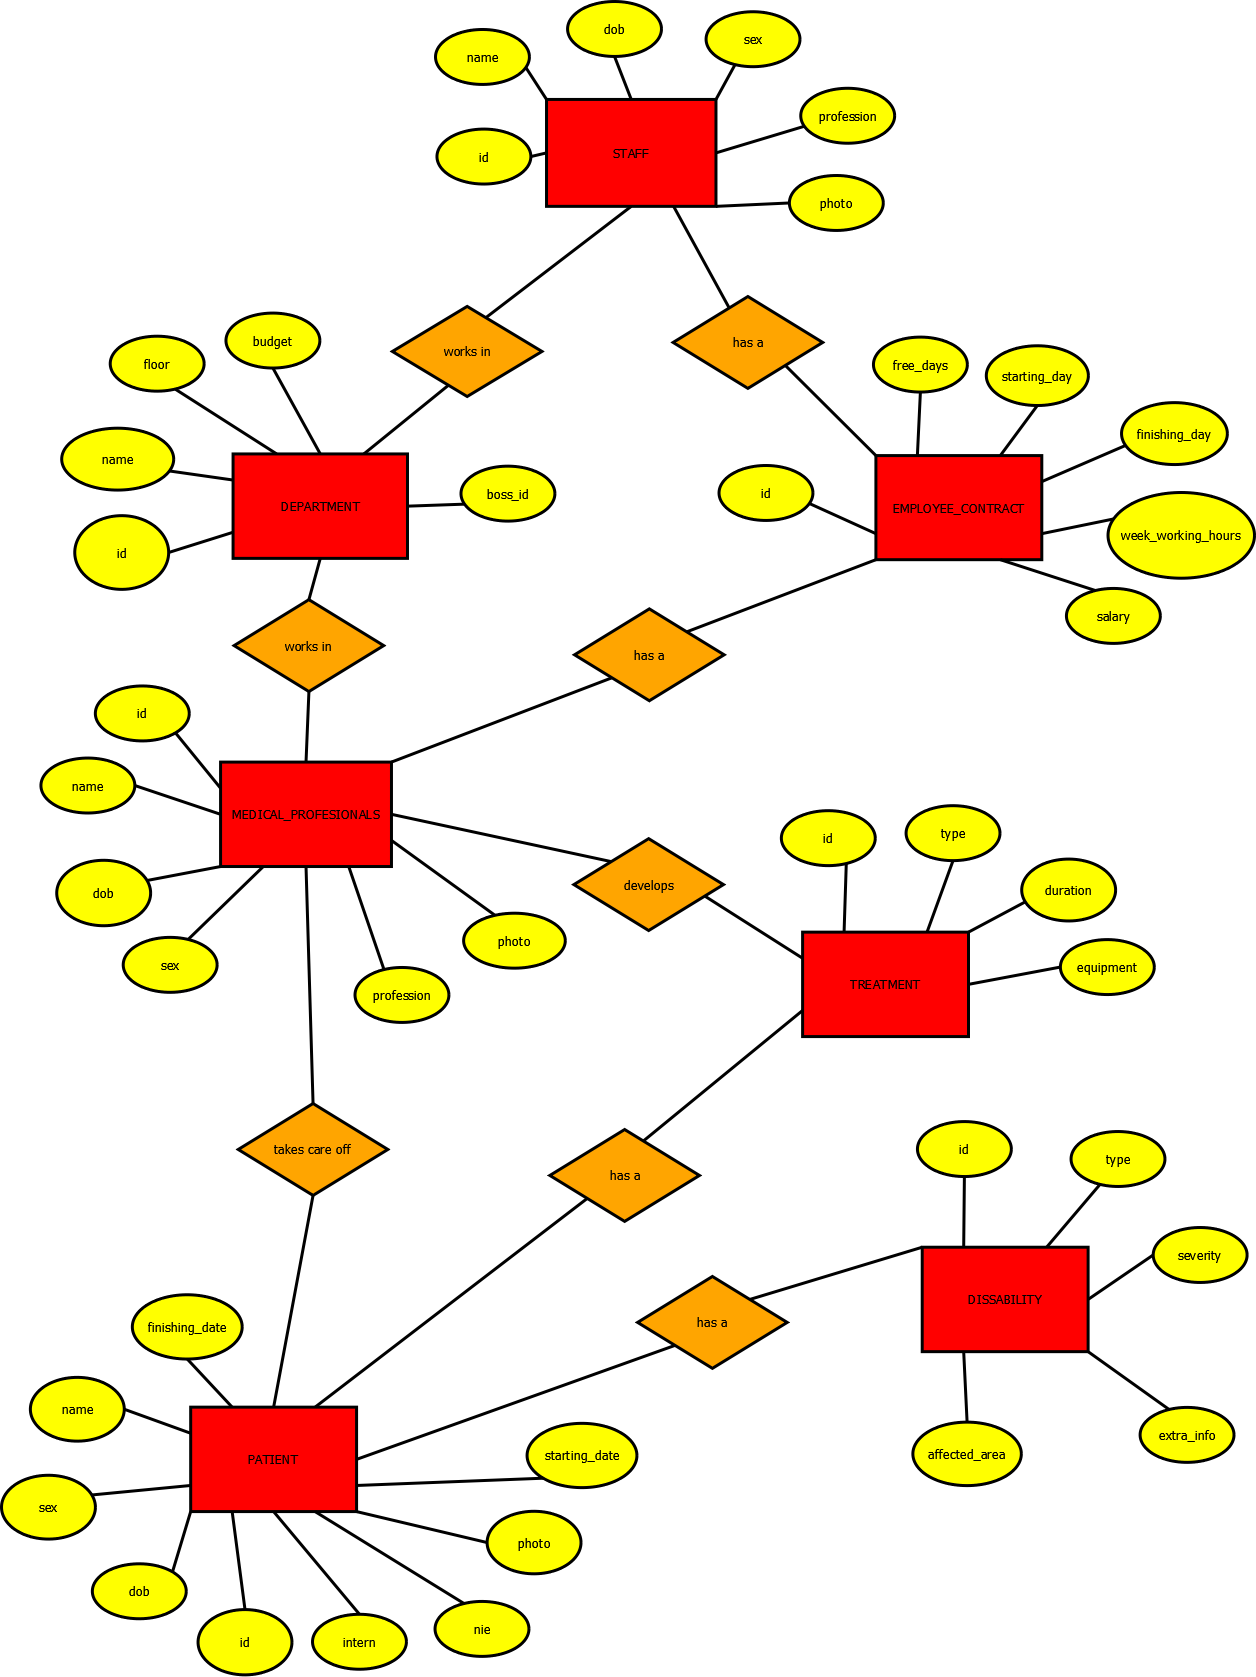 dob
sex
name
profession
STAFF
id
photo
budget
has a
works in
floor
free_days
starting_day
finishing_day
name
id
boss_id
DEPARTMENT
EMPLOYEE_CONTRACT
week_working_hours
id
salary
works in
has a
id
name
MEDICAL_PROFESIONALS
id
type
develops
duration
dob
photo
sex
equipment
profession
TREATMENT
takes care off
has a
id
type
severity
DISSABILITY
has a
finishing_date
name
extra_info
affected_area
starting_date
PATIENT
sex
photo
dob
nie
id
intern